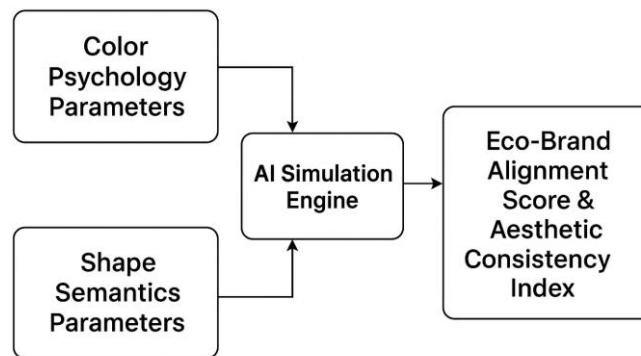 Color
Psychology
Parameters
AI Simulation
Engine
Eco-Brand
Alignment
Score &
Aesthetic
Consistency
Index
Shape
Semantics
Parameters